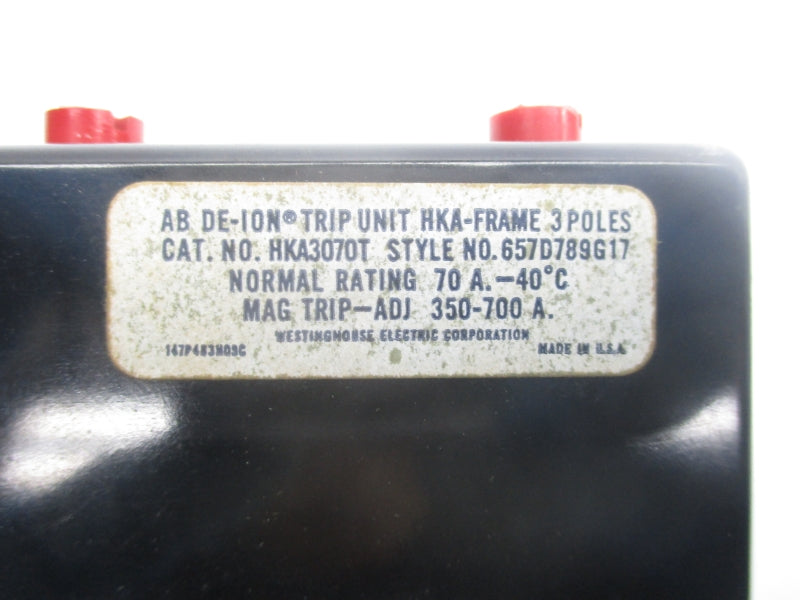 AB DE-ION® TRIP UNIT HKA-FRAME 3 POLES
CAT. NO. HKA3070T STYLE NO. 657D789G17
NORMAL RATING 70 A.-40°C
MAG TRIP-ADJ 350-700 A.
WESTINGHOUSE ELECTRIC CORPORATION
MADE IN U.S.A.